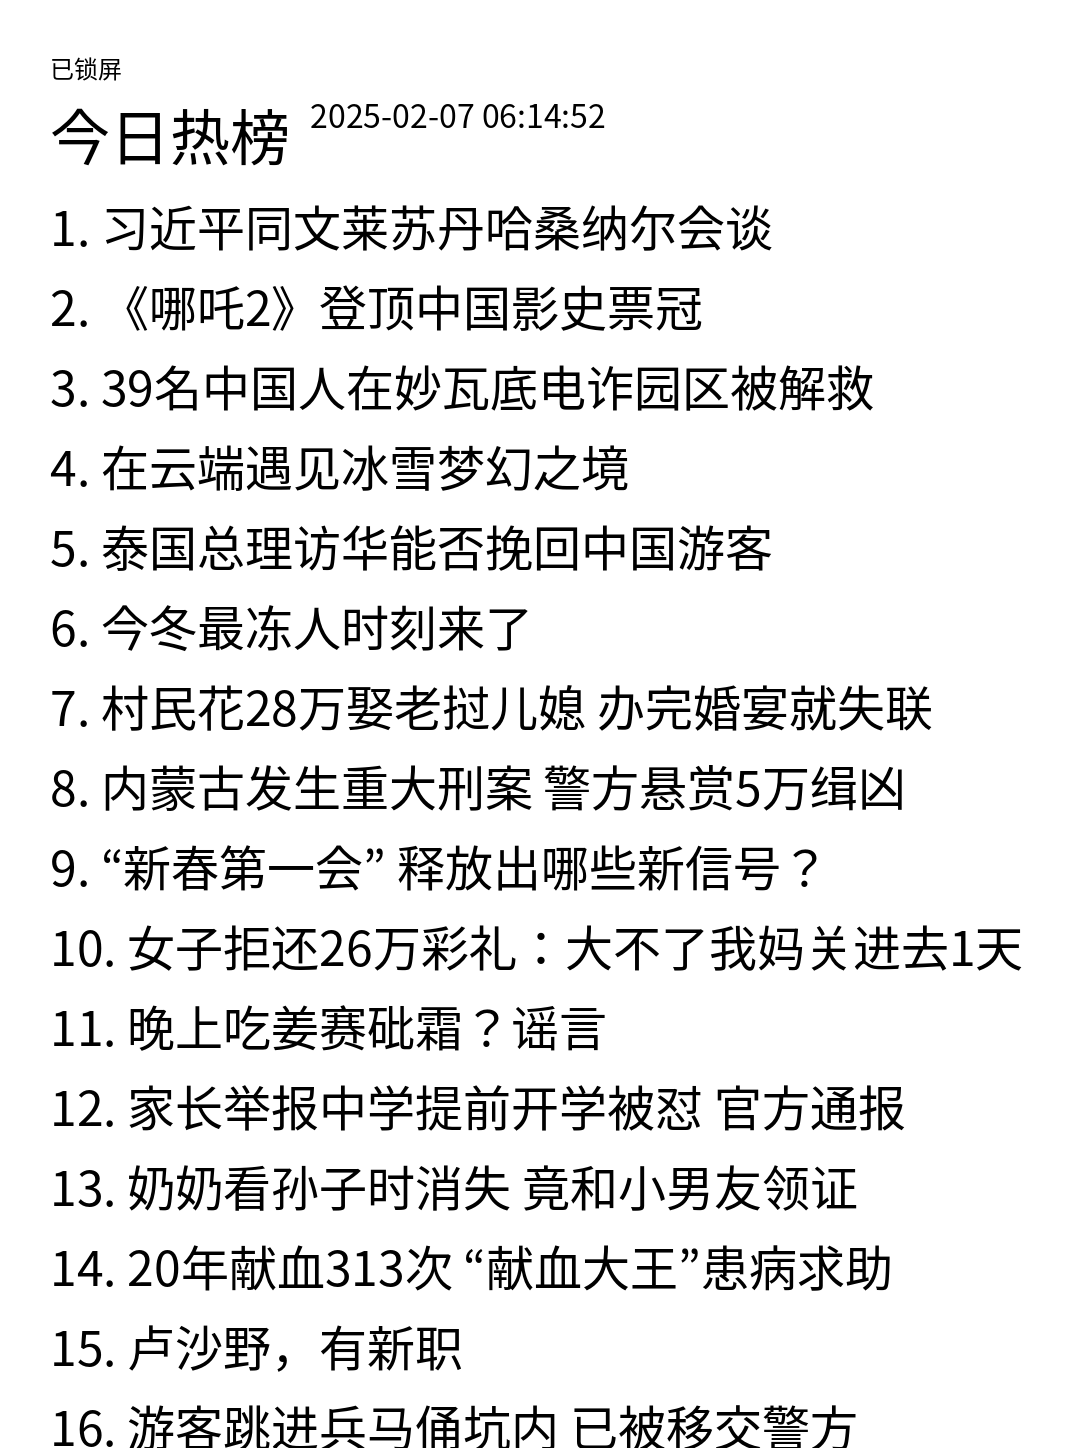 已锁屏
今日热榜 2025-02-07 06:14:52
1. 习近平同文莱苏丹哈桑纳尔会谈
2. 《哪吒2》登顶中国影史票冠
3. 39名中国人在妙瓦底电诈园区被解救
4. 在云端遇见冰雪梦幻之境
5. 泰国总理访华能否挽回中国游客
6. 今冬最冻人时刻来了
7. 村民花28万娶老挝儿媳 办完婚宴就失联
8. 内蒙古发生重大刑案 警方悬赏5万缉凶
9. “新春第一会” 释放出哪些新信号？
10. 女子拒还26万彩礼：大不了我妈关进去1天
11. 晚上吃姜赛砒霜？谣言
12. 家长举报中学提前开学被怼 官方通报
13. 奶奶看孙子时消失 竟和小男友领证
14. 20年献血313次 “献血大王”患病求助
15. 卢沙野，有新职
16. 游客跳进兵马俑坑内 已被移交警方